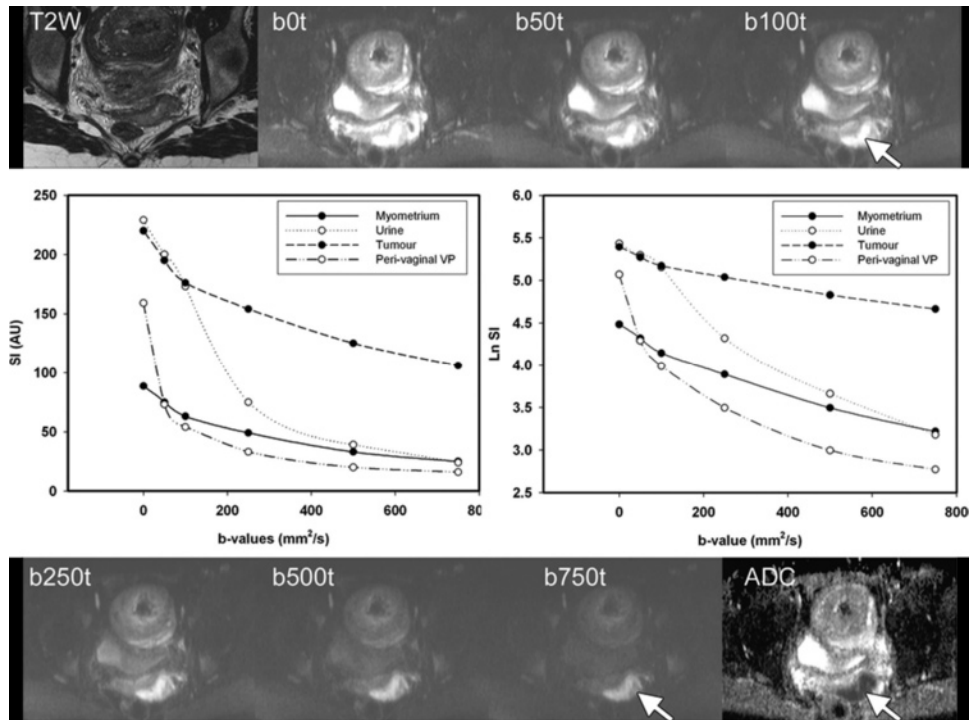 T2W
b0t
b50t
b100t
250
200
150
100
50
0
SI (AU)
0
200
400
600
80
b-values (mm²/s)
Myometrium
Urine
Tumour
Peri-vaginal VP
6.0
5.5
5.0
4.5
4.0
3.5
3.0
2.5
Ln SI
0
200
400
600
800
b-value (mm²/s)
Myometrium
Urine
Tumour
Peri-vaginal VP
b250t
b500t
b750t
ADC